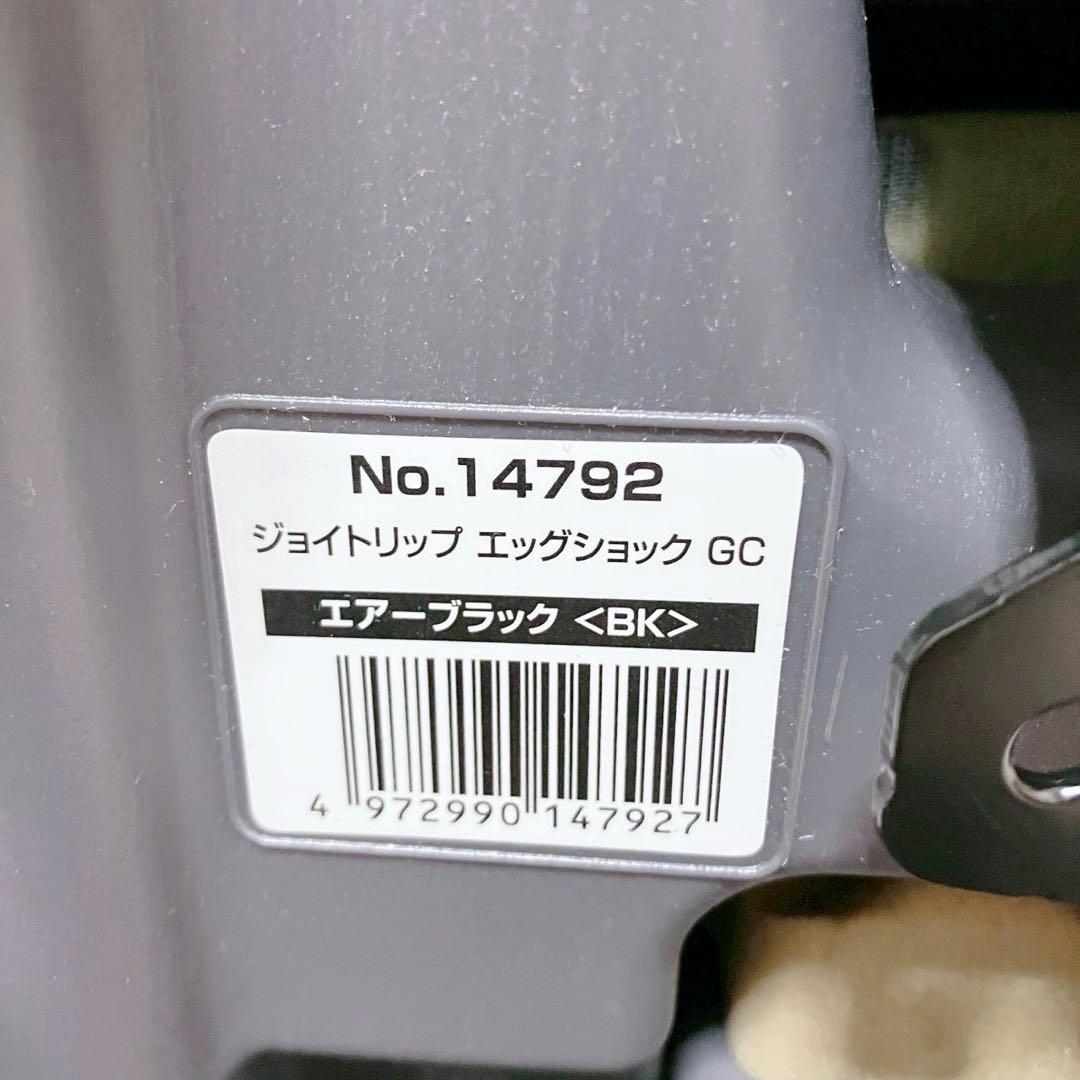 No.14792
ジョイトリップ エッグショック GC
エアーブラック <BK>
4 972990 147927